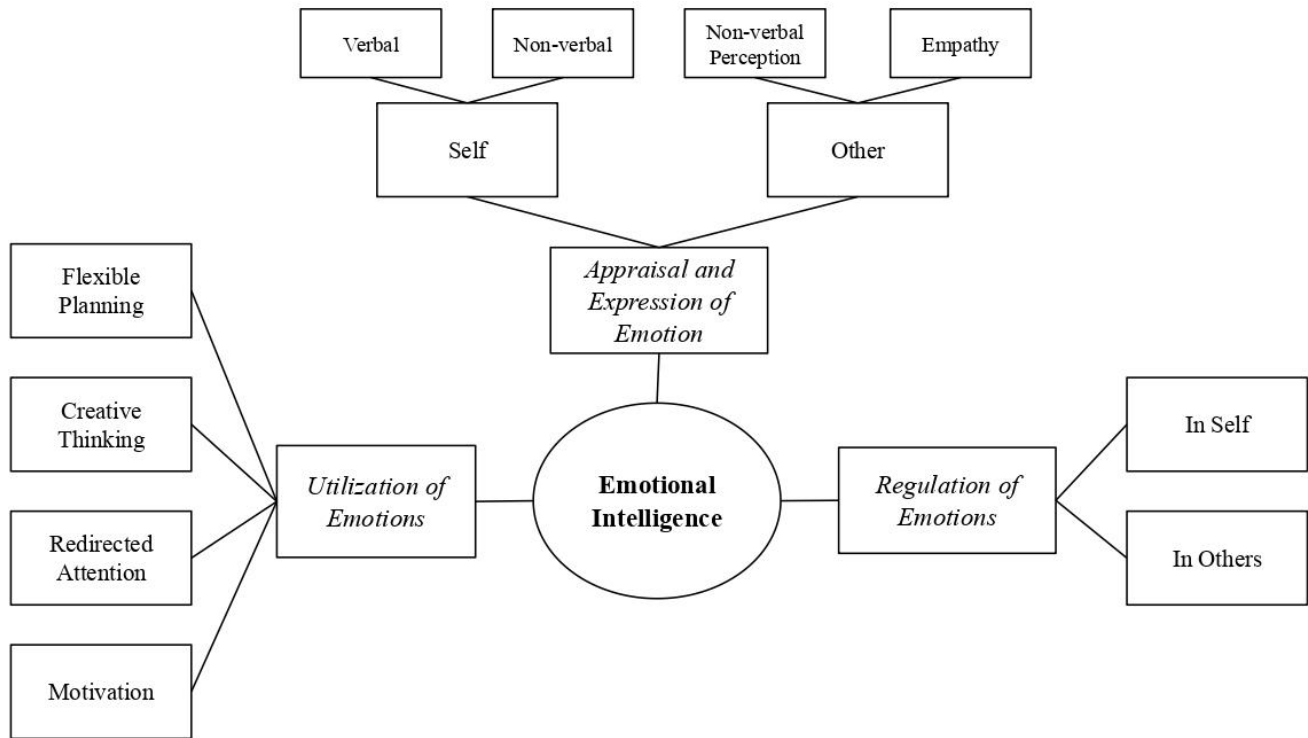 Verbal
Non-verbal
Non-verbal
Perception
Empathy
Self
Other
Appraisal and
Expression of
Emotion
Flexible
Planning
Creative
Thinking
Redirected
Attention
Motivation
Utilization of
Emotions
Emotional
Intelligence
Regulation of
Emotions
In Self
In Others